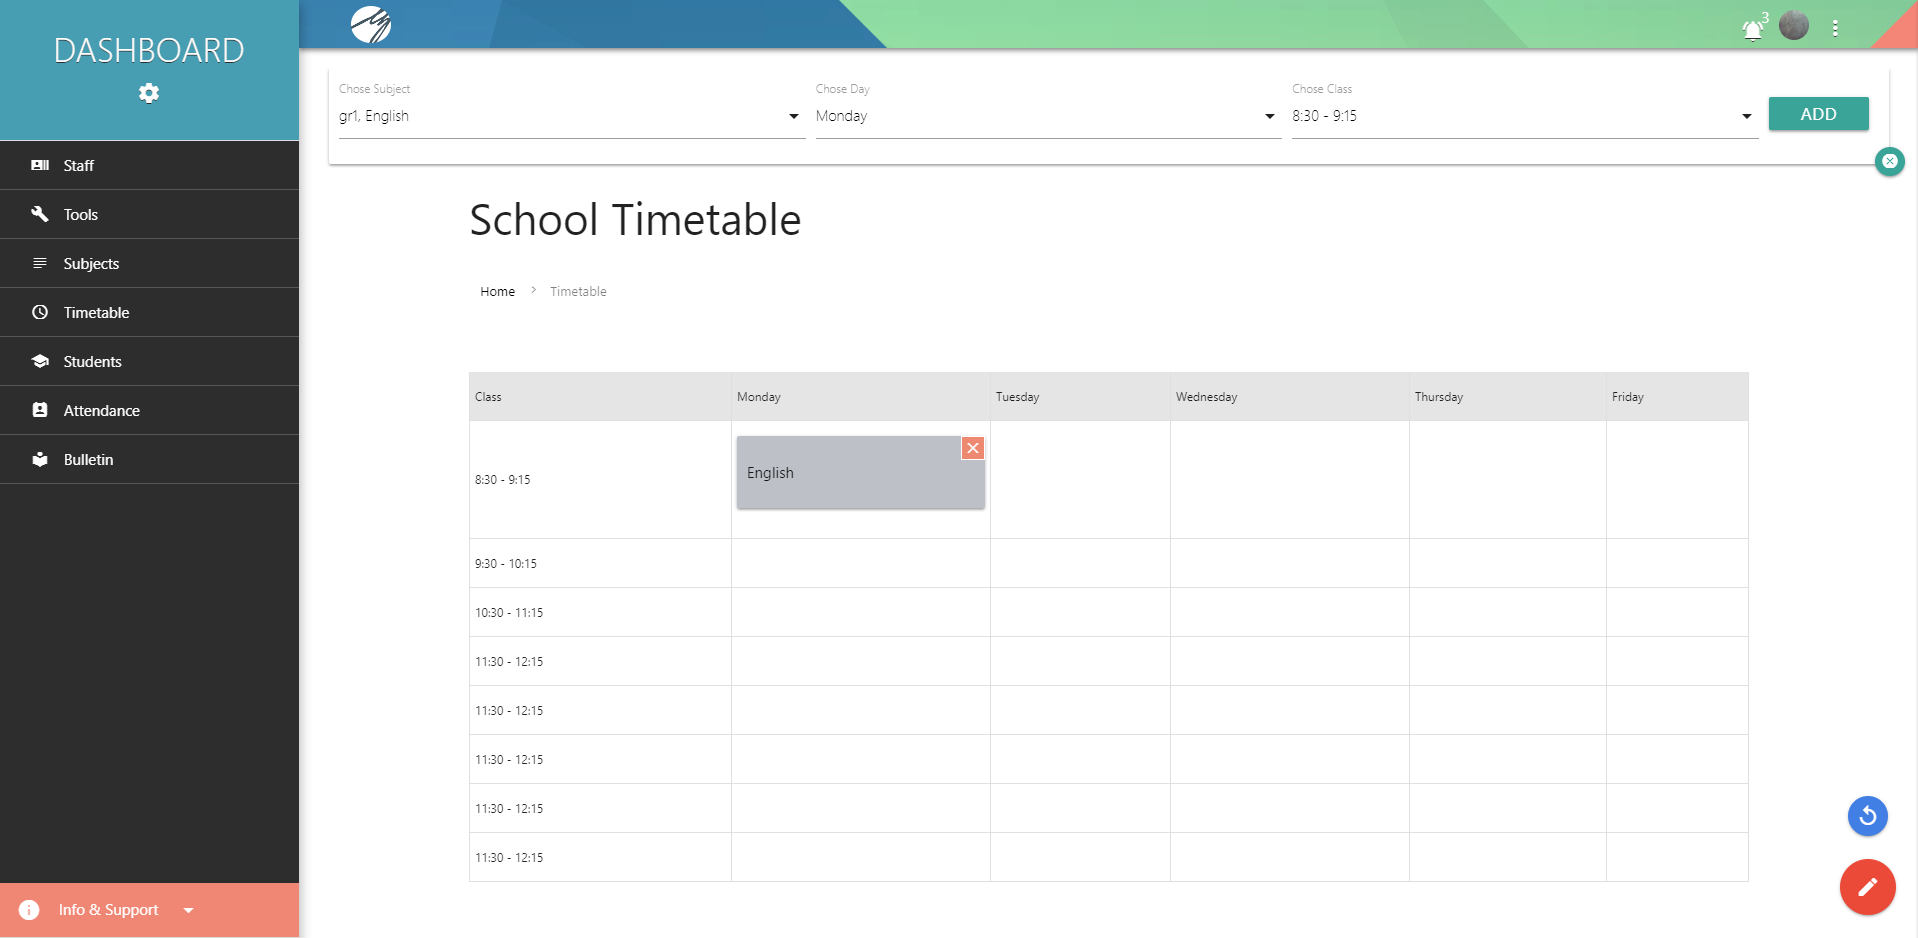 DASHBOARD
Staff
Tools
Subjects
Timetable
Students
Attendance
Bulletin
Info & Support
3
Chose Subject
gr1, English
Chose Day
Monday
Chose Class
8:30 - 9:15
ADD
School Timetable
Home > Timetable
Class Monday Tuesday Wednesday Thursday Friday
8:30 - 9:15 English
9:30 - 10:15
10:30 - 11:15
11:30 - 12:15
11:30 - 12:15
11:30 - 12:15
11:30 - 12:15
11:30 - 12:15